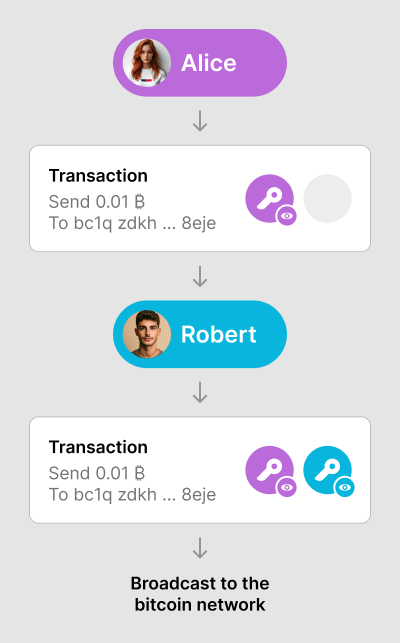 Alice
Transaction
Send 0.01 ₿
To bc1q zdkh ... 8eje
Robert
Transaction
Send 0.01 ₿
To bc1q zdkh ... 8eje
Broadcast to the
bitcoin network